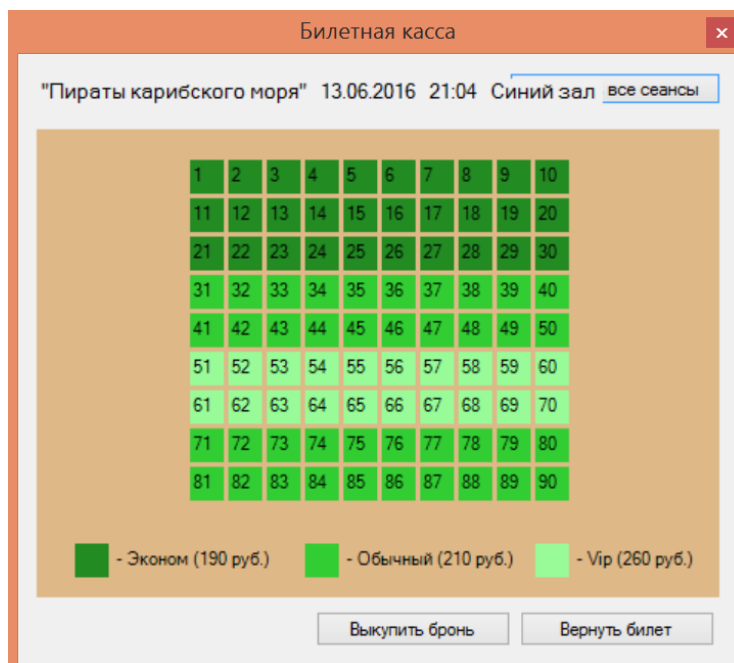 Билетная касса
"Пираты карибского моря" 13.06.2016 21:04 Синий зал все сеансы
1 2 3 4 5 6 7 8 9 10
11 12 13 14 15 16 17 18 19 20
21 22 23 24 25 26 27 28 29 30
31 32 33 34 35 36 37 38 39 40
41 42 43 44 45 46 47 48 49 50
51 52 53 54 55 56 57 58 59 60
61 62 63 64 65 66 67 68 69 70
71 72 73 74 75 76 77 78 79 80
81 82 83 84 85 86 87 88 89 90
- Эконом (190 руб.) - Обычный (210 руб.) - Vip (260 руб.)
Выкупить бронь Вернуть билет